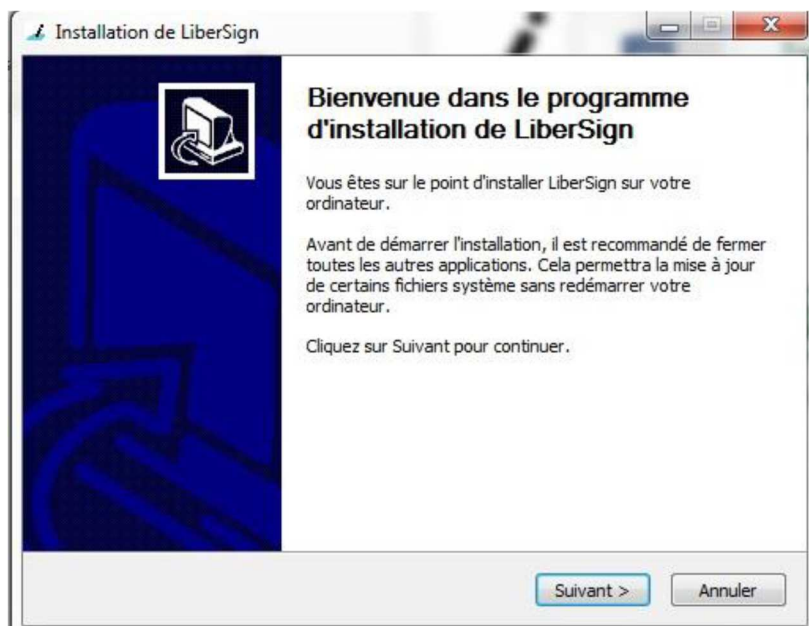 Installation de LiberSign
Bienvenue dans le programme
d'installation de LiberSign
Vous êtes sur le point d'installer LiberSign sur votre
ordinateur.
Avant de démarrer l'installation, il est recommandé de fermer
toutes les autres applications. Cela permettra la mise à jour
de certains fichiers système sans redémarrer votre
ordinateur.
Cliquez sur Suivant pour continuer.
Suivant >
Annuler